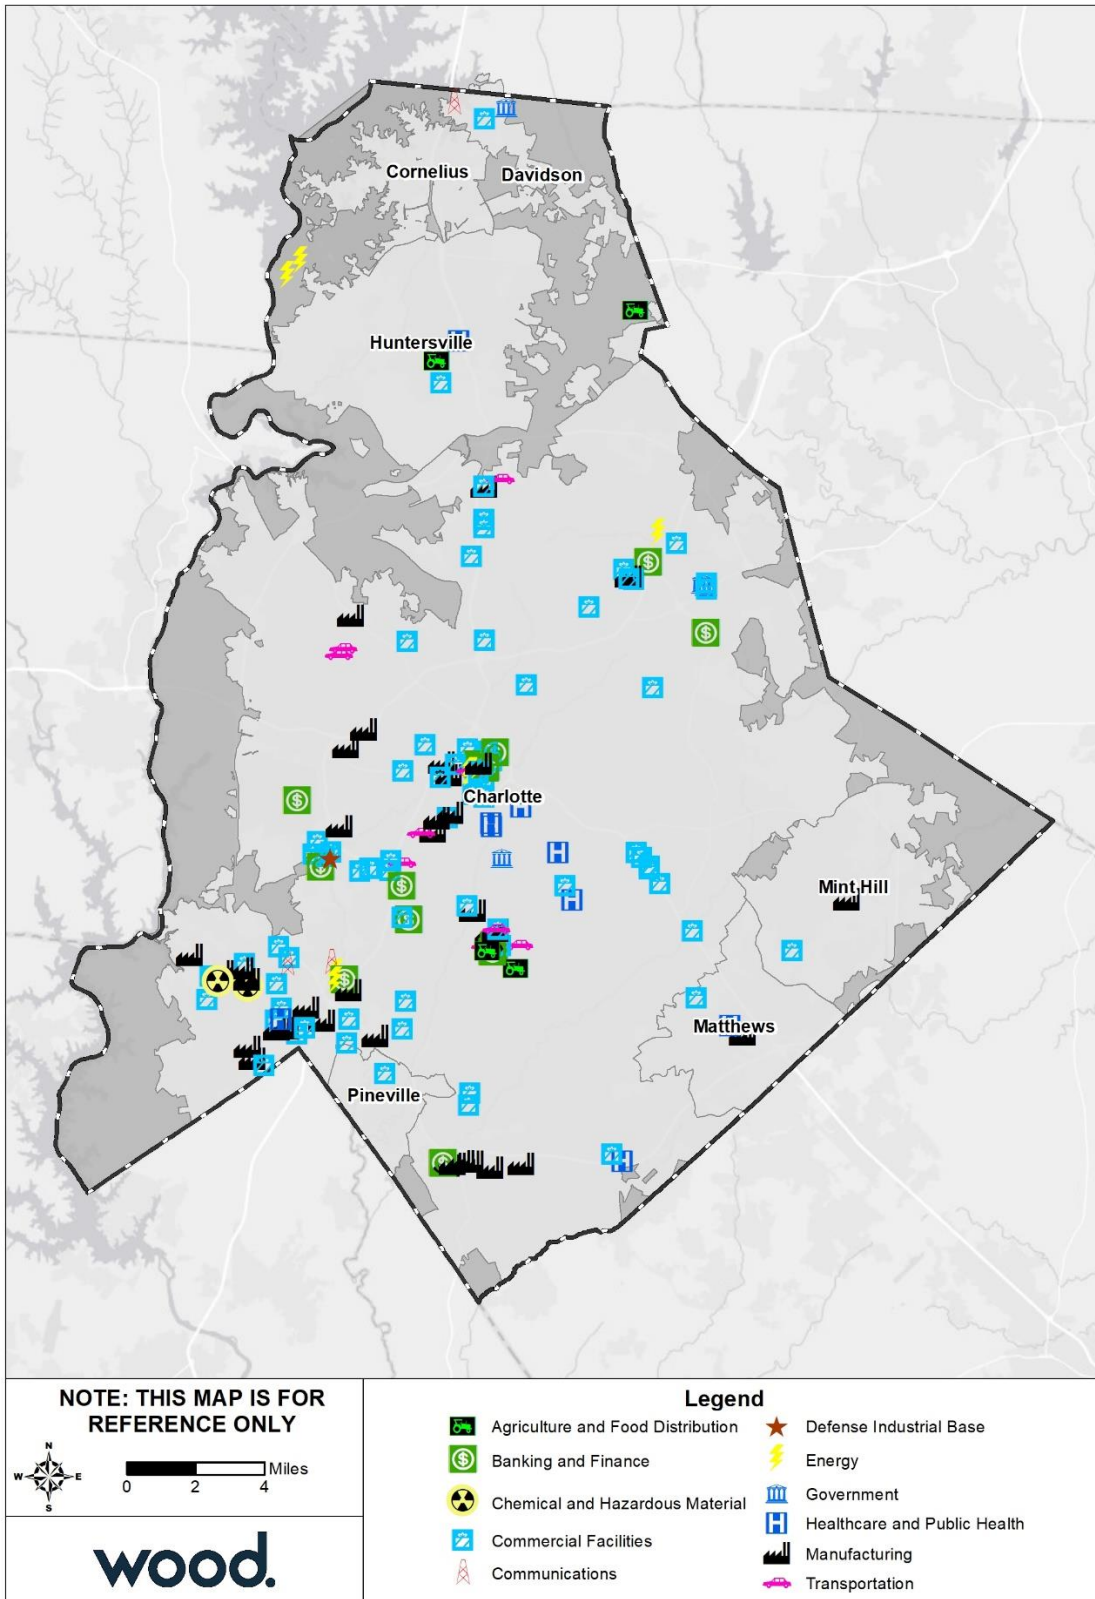 Cornelius
Davidson
Huntersville
Charlotte
Mint Hill
Matthews
Pineville
NOTE: THIS MAP IS FOR
REFERENCE ONLY
N
W
E
S
Miles
0 2 4
wood.
Legend
Agriculture and Food Distribution
Banking and Finance
Chemical and Hazardous Material
Commercial Facilities
Communications
Defense Industrial Base
Energy
Government
Healthcare and Public Health
Manufacturing
Transportation